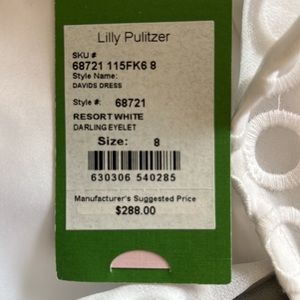 Lilly Pulitzer
SKU #
68721 115FK6 8
Style Name:
DAVIDS DRESS
Style #: 68721
RESORT WHITE
DARLING EYELET
Size: 8
630306 540285
Manufacturer's Suggested Price
$288.00